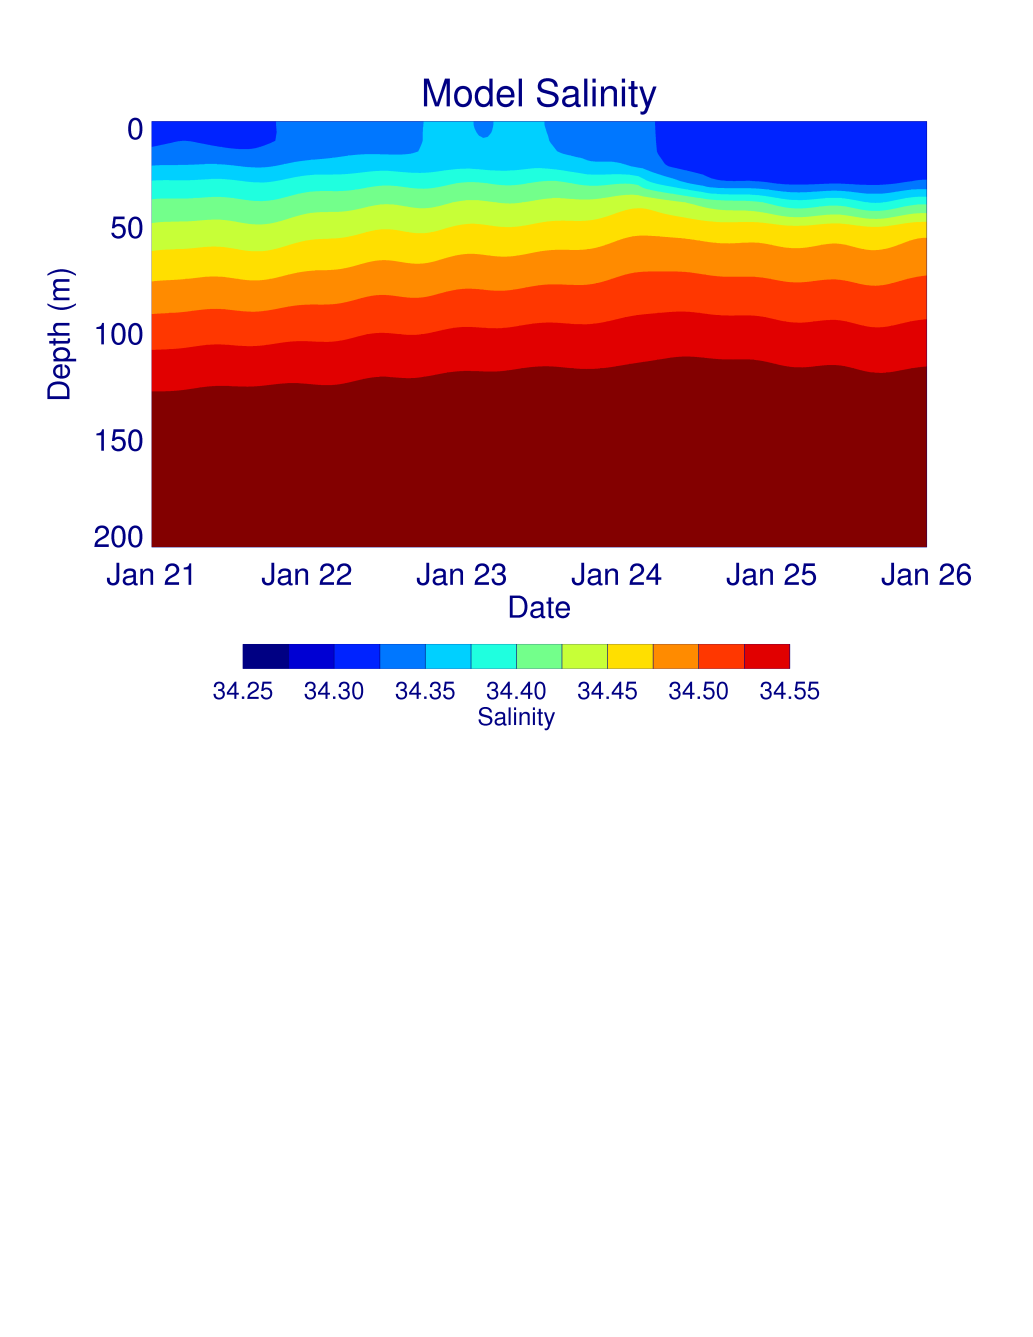 Model Salinity
0
50
100
150
200
Depth (m)
Jan 21 Jan 22 Jan 23 Jan 24 Jan 25 Jan 26
Date
34.25 34.30 34.35 34.40 34.45 34.50 34.55
Salinity